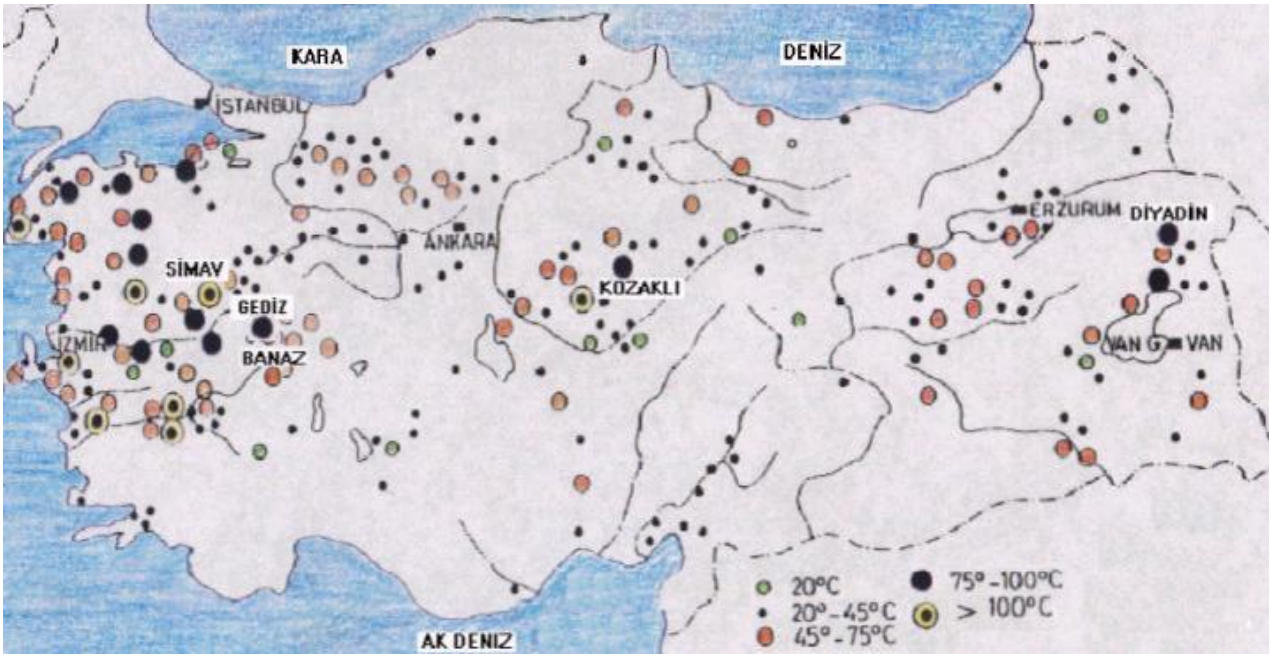 KARA
DENİZ
İSTANBUL
ANKARA
ERZURUM
DİYADİN
SİMAV
GEDİZ
KOZAKLI
İZMİR
BANAZ
VAN G.
VAN
AK DENIZ
20°C
20°-45°C
45°-75°C
75°-100°C
> 100°C